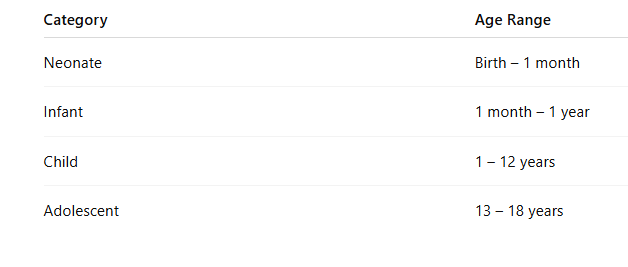 Category Age Range
Neonate Birth – 1 month
Infant 1 month – 1 year
Child 1 – 12 years
Adolescent 13 – 18 years